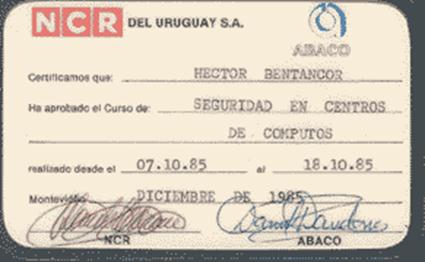 NCR DEL URUGUAY S.A.
ABACO
Certificamos que: HECTOR BENTANCOR
Ha aprobado el Curso de: SEGURIDAD EN CENTROS
DE COMPUTOS
realizado desde el 07.10.85 al 18.10.85
Montevideo, DICIEMBRE DE 1985
NCR ABACO